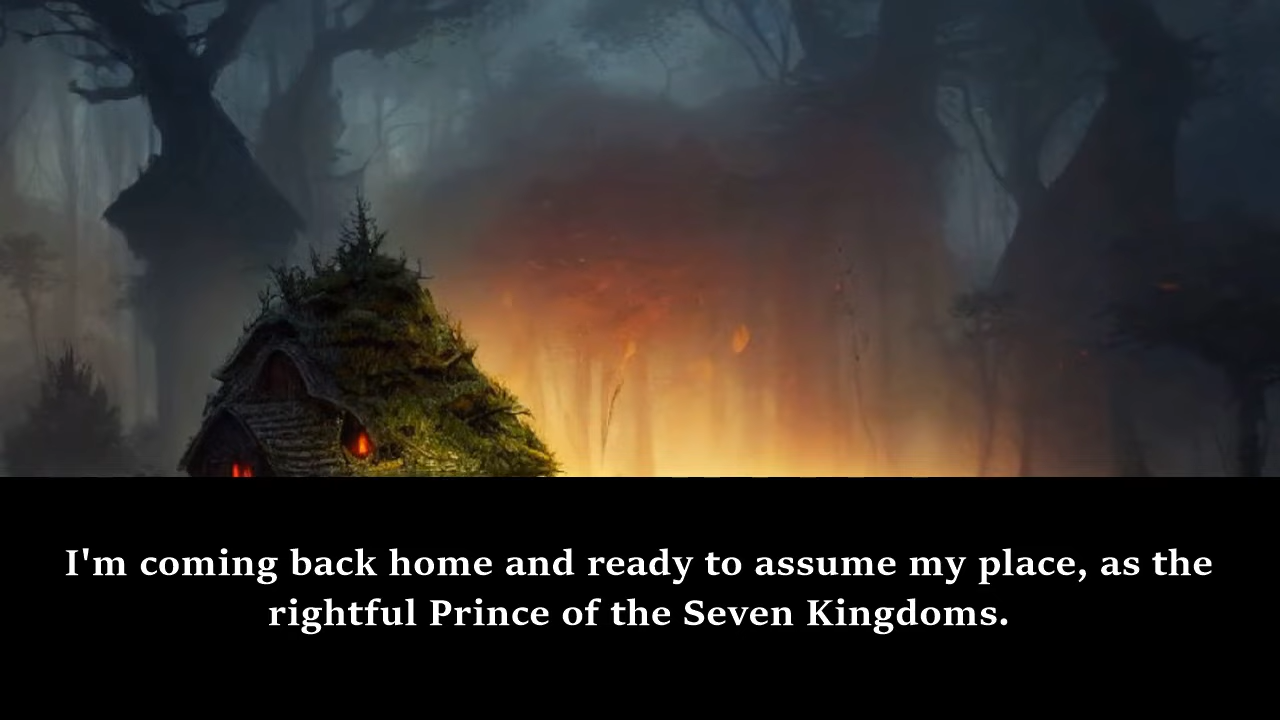 I'm coming back home and ready to assume my place, as the
rightful Prince of the Seven Kingdoms.